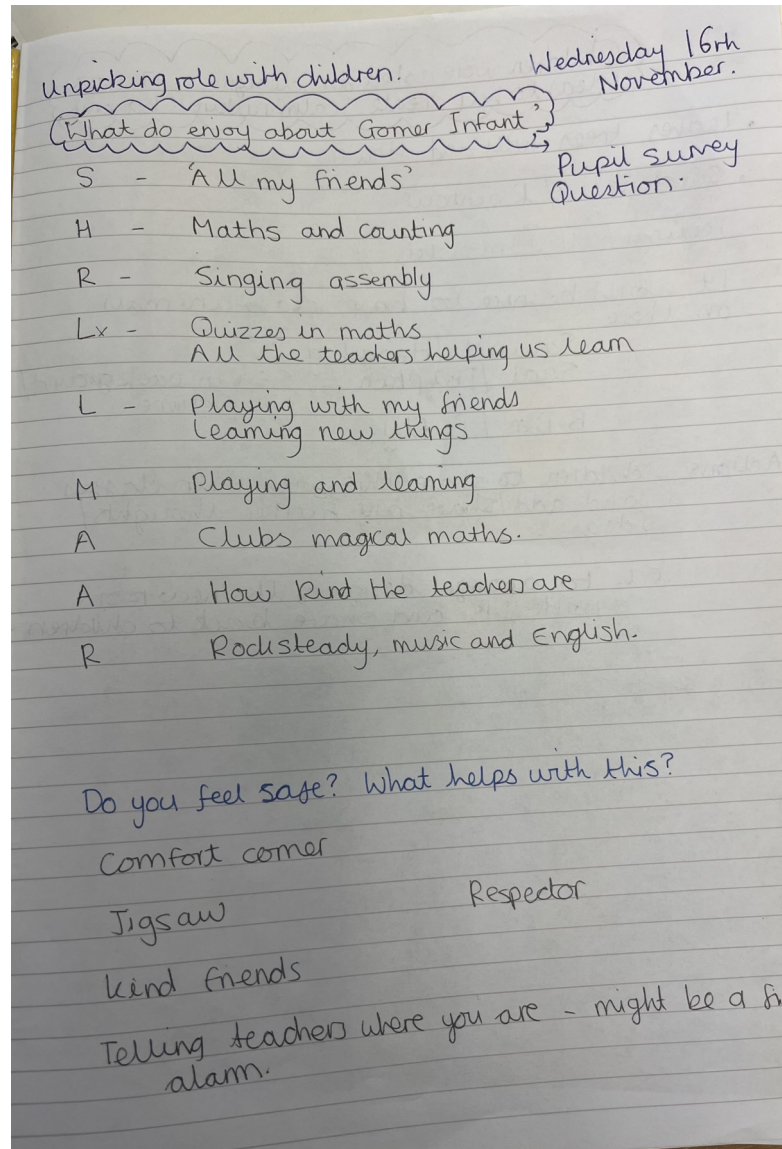 Unpicking role with children.
Wednesday 16th
November.
'What do enjoy about Gomer Infant'
Pupil survey
Question.
S - 'All my friends'
H - Maths and counting
R - Singing assembly
Lx - Quizzes in maths
All the teachers helping us learn
L - Playing with my friends
Learning new things
M Playing and learning
A Clubs magical maths.
A How kind the teachers are
R Rocksteady, music and English.
Do you feel safe? What helps with this?
Comfort corner
Jigsaw
Respector
Kind friends
Telling teachers where you are - might be a
alarm.